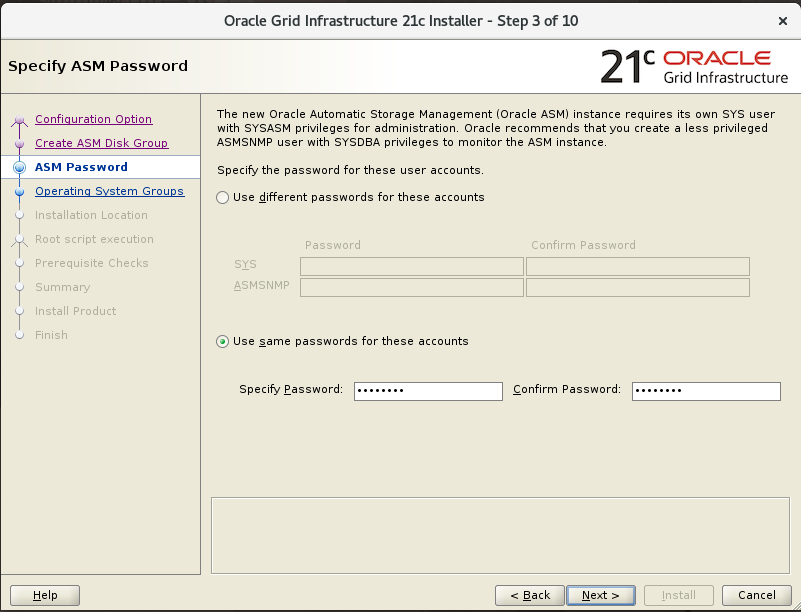 Oracle Grid Infrastructure 21c Installer - Step 3 of 10
Specify ASM Password
21c ORACLE
Grid Infrastructure
Configuration Option
Create ASM Disk Group
ASM Password
Operating System Groups
Installation Location
Root script execution
Prerequisite Checks
Summary
Install Product
Finish
The new Oracle Automatic Storage Management (Oracle ASM) instance requires its own SYS user
with SYSASM privileges for administration. Oracle recommends that you create a less privileged
ASMSNMP user with SYSDBA privileges to monitor the ASM instance.
Specify the password for these user accounts.
Use different passwords for these accounts
Password Confirm Password
SYS
ASMSNMP
Use same passwords for these accounts
Specify Password: •••••••• Confirm Password: ••••••••
Help < Back Next > Install Cancel